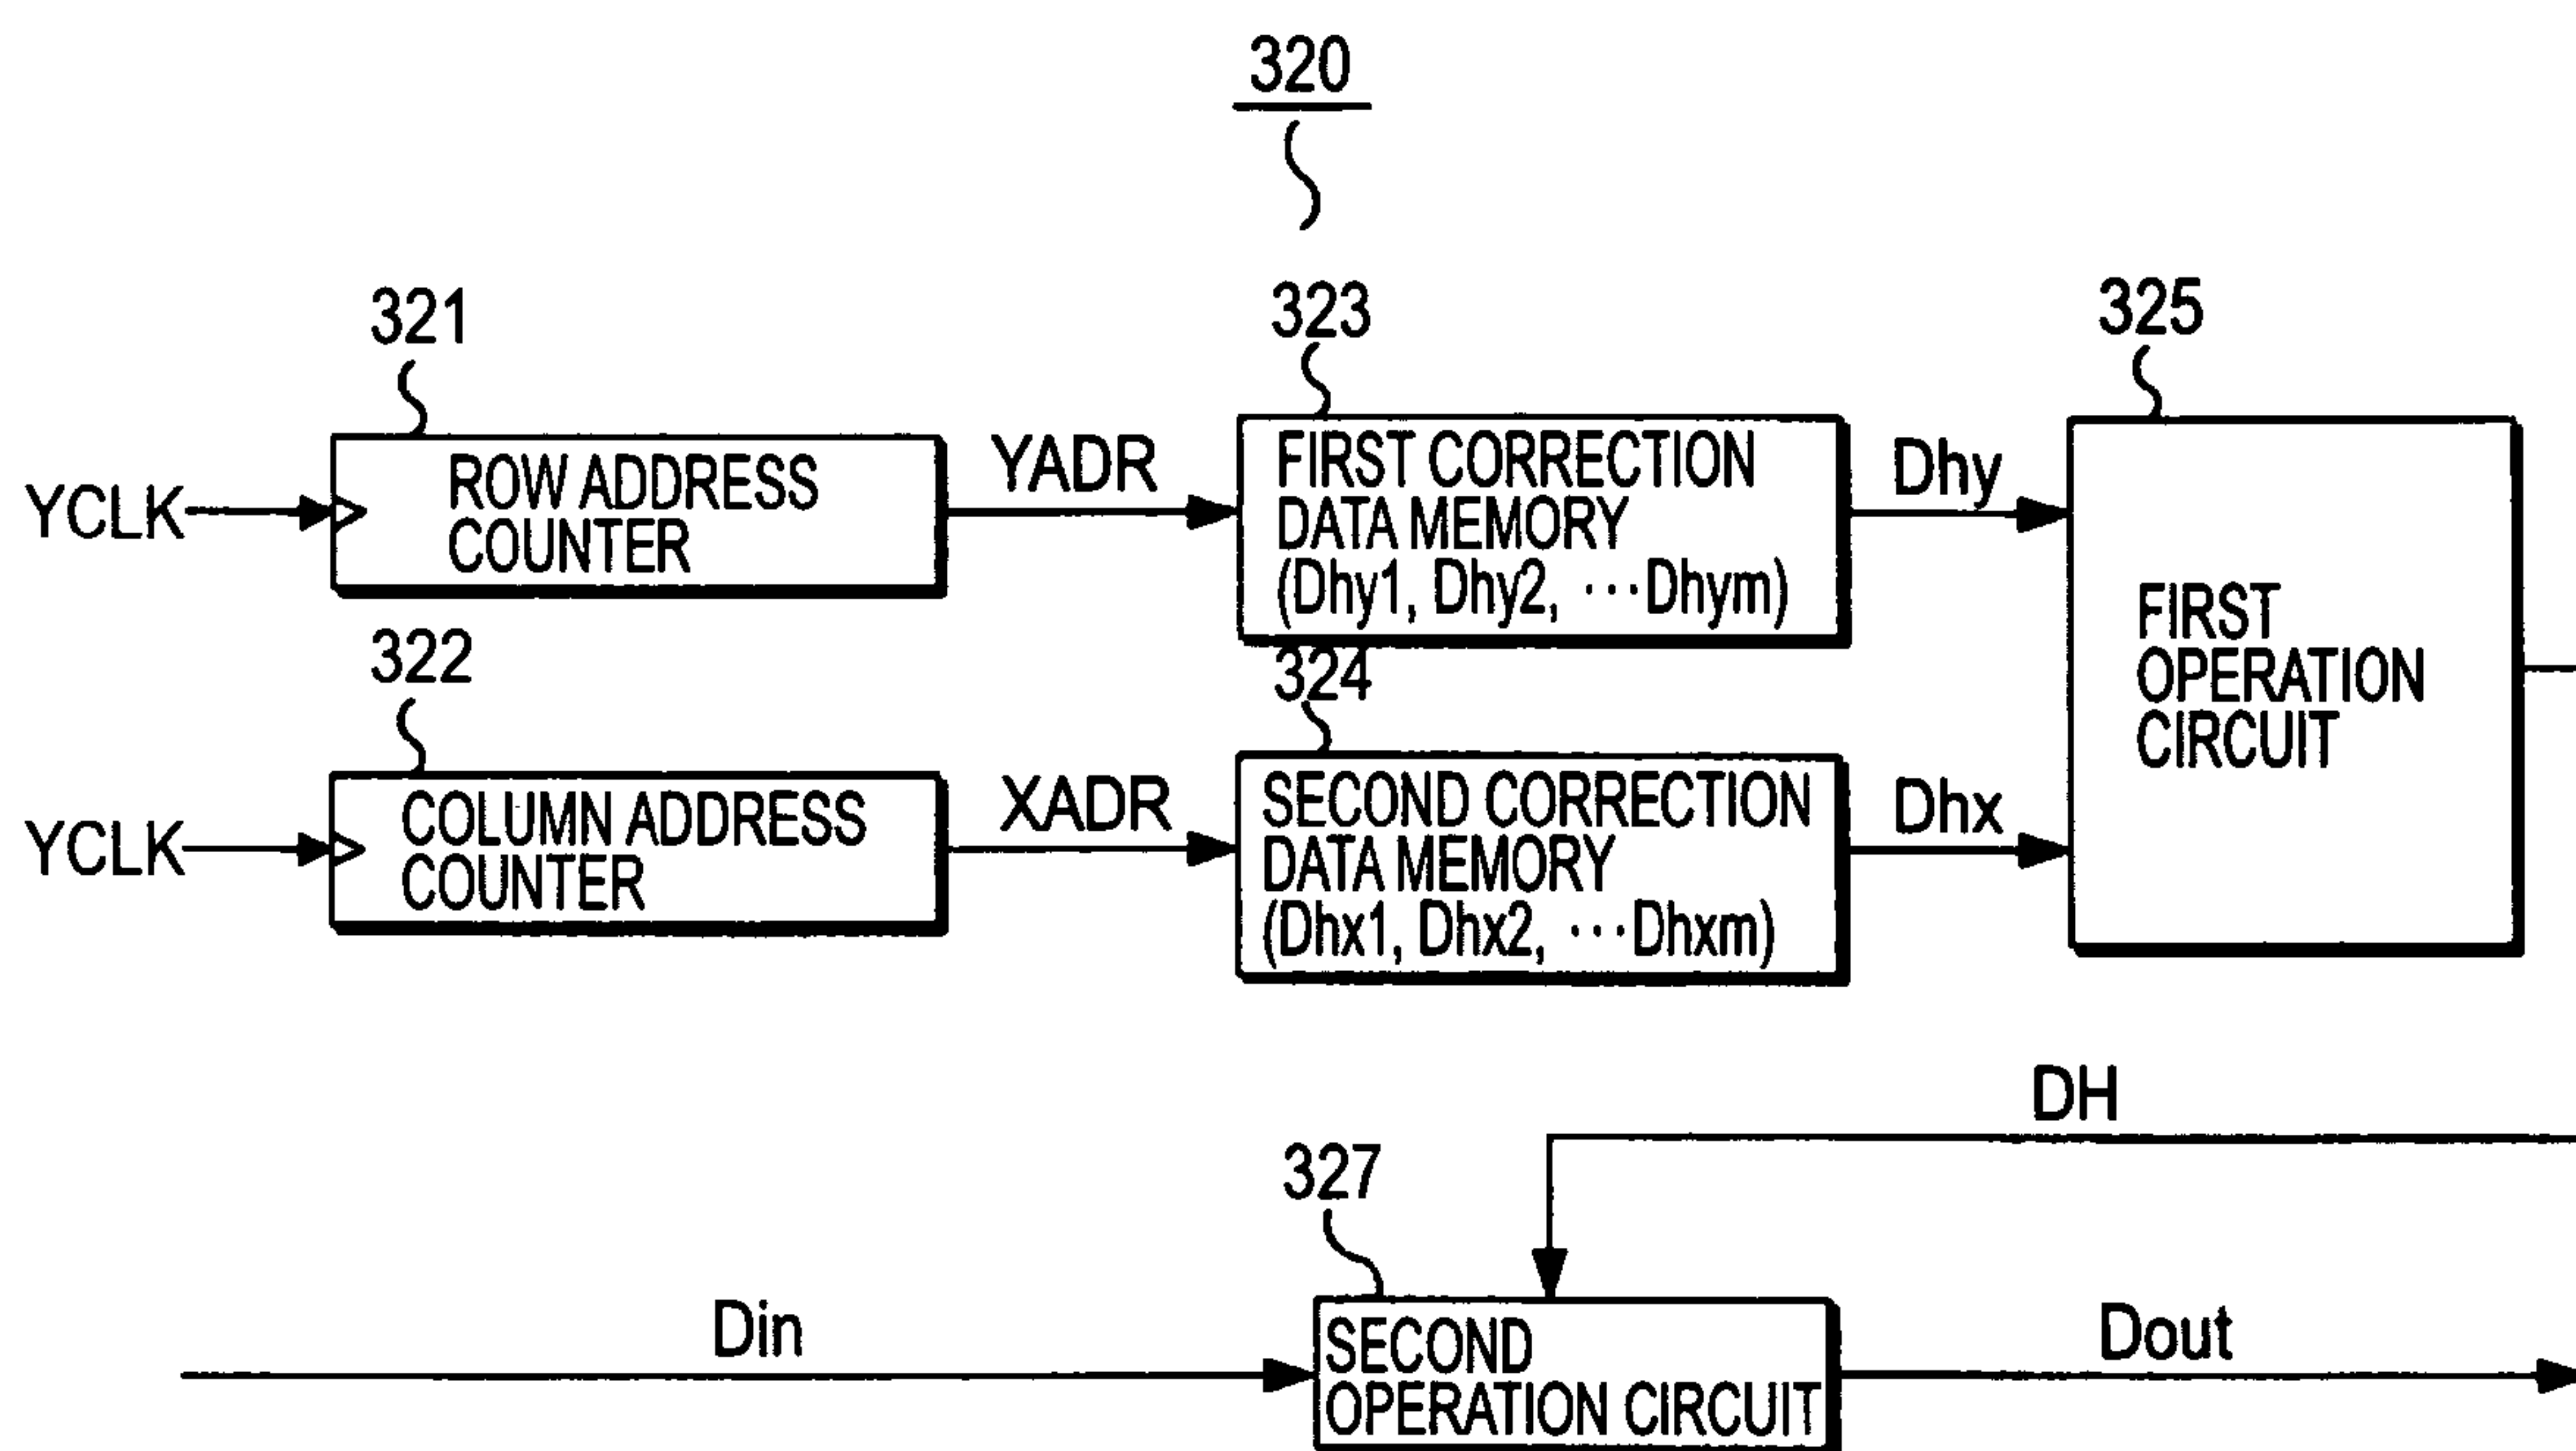 320
321
323
325
YCLK
ROW ADDRESS
COUNTER
YADR
FIRST CORRECTION
DATA MEMORY
(Dhy1, Dhy2, ···Dhym)
Dhy
FIRST
OPERATION
CIRCUIT
322
324
YCLK
COLUMN ADDRESS
COUNTER
XADR
SECOND CORRECTION
DATA MEMORY
(Dhx1, Dhx2, ···Dhxm)
Dhx
DH
327
Din
SECOND
OPERATION CIRCUIT
Dout